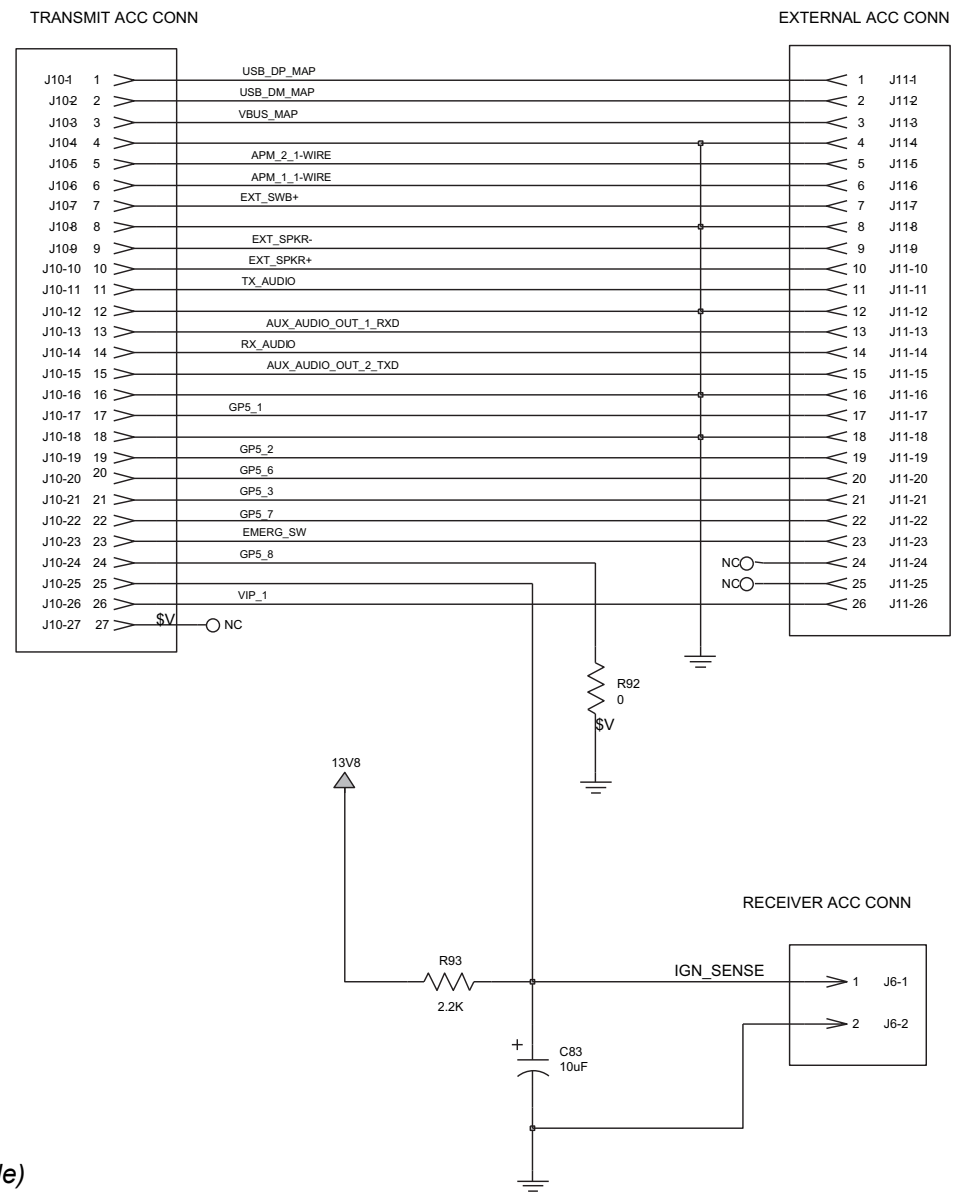 TRANSMIT ACC CONN
EXTERNAL ACC CONN
J10-1 1 USB_DP_MAP 1 J11-1
J10-2 2 USB_DM_MAP 2 J11-2
J10-3 3 VBUS_MAP 3 J11-3
J10-4 4 4 J11-4
J10-5 5 APM_2_1-WIRE 5 J11-5
J10-6 6 APM_1_1-WIRE 6 J11-6
J10-7 7 EXT_SWB+ 7 J11-7
J10-8 8 8 J11-8
J10-9 9 EXT_SPKR- 9 J11-9
J10-10 10 EXT_SPKR+ 10 J11-10
J10-11 11 TX_AUDIO 11 J11-11
J10-12 12 12 J11-12
J10-13 13 AUX_AUDIO_OUT_1_RXD 13 J11-13
J10-14 14 RX_AUDIO 14 J11-14
J10-15 15 AUX_AUDIO_OUT_2_TXD 15 J11-15
J10-16 16 16 J11-16
J10-17 17 GP5_1 17 J11-17
J10-18 18 18 J11-18
J10-19 19 GP5_2 19 J11-19
J10-20 20 GP5_6 20 J11-20
J10-21 21 GP5_3 21 J11-21
J10-22 22 GP5_7 22 J11-22
J10-23 23 EMERG_SW 23 J11-23
J10-24 24 GP5_8 NC 24 J11-24
J10-25 25 NC 25 J11-25
J10-26 26 VIP_1 26 J11-26
J10-27 27 $V NC
R92
0
$V
13V8
RECEIVER ACC CONN
R93
2.2K
IGN_SENSE
1 J6-1
2 J6-2
+
C83
10uF
le)